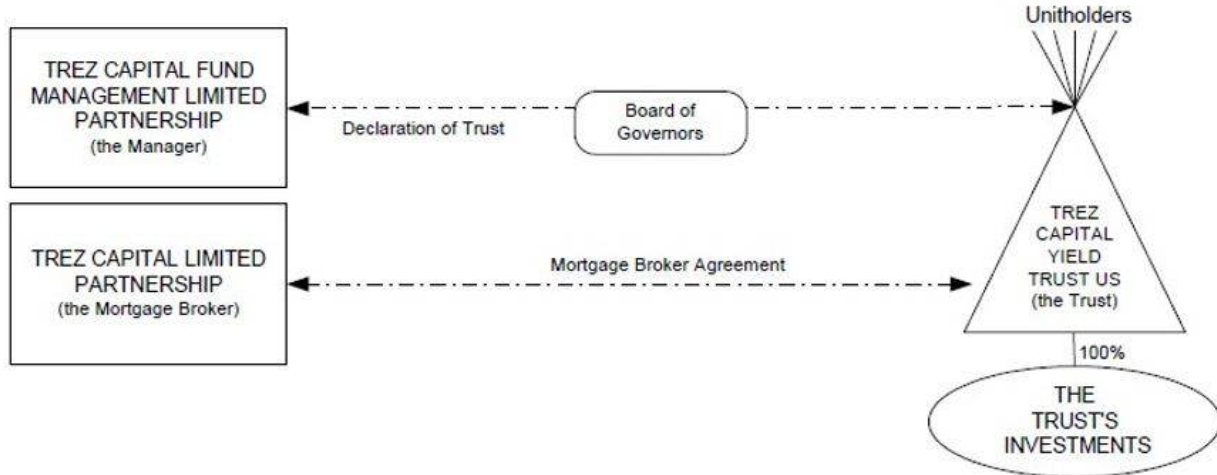 Unitholders
TREZ CAPITAL FUND
MANAGEMENT LIMITED
PARTNERSHIP
(the Manager)
Declaration of Trust
Board of
Governors
TREZ CAPITAL LIMITED
PARTNERSHIP
(the Mortgage Broker)
Mortgage Broker Agreement
TREZ
CAPITAL
YIELD
TRUST US
(the Trust)
100%
THE
TRUST'S
INVESTMENTS